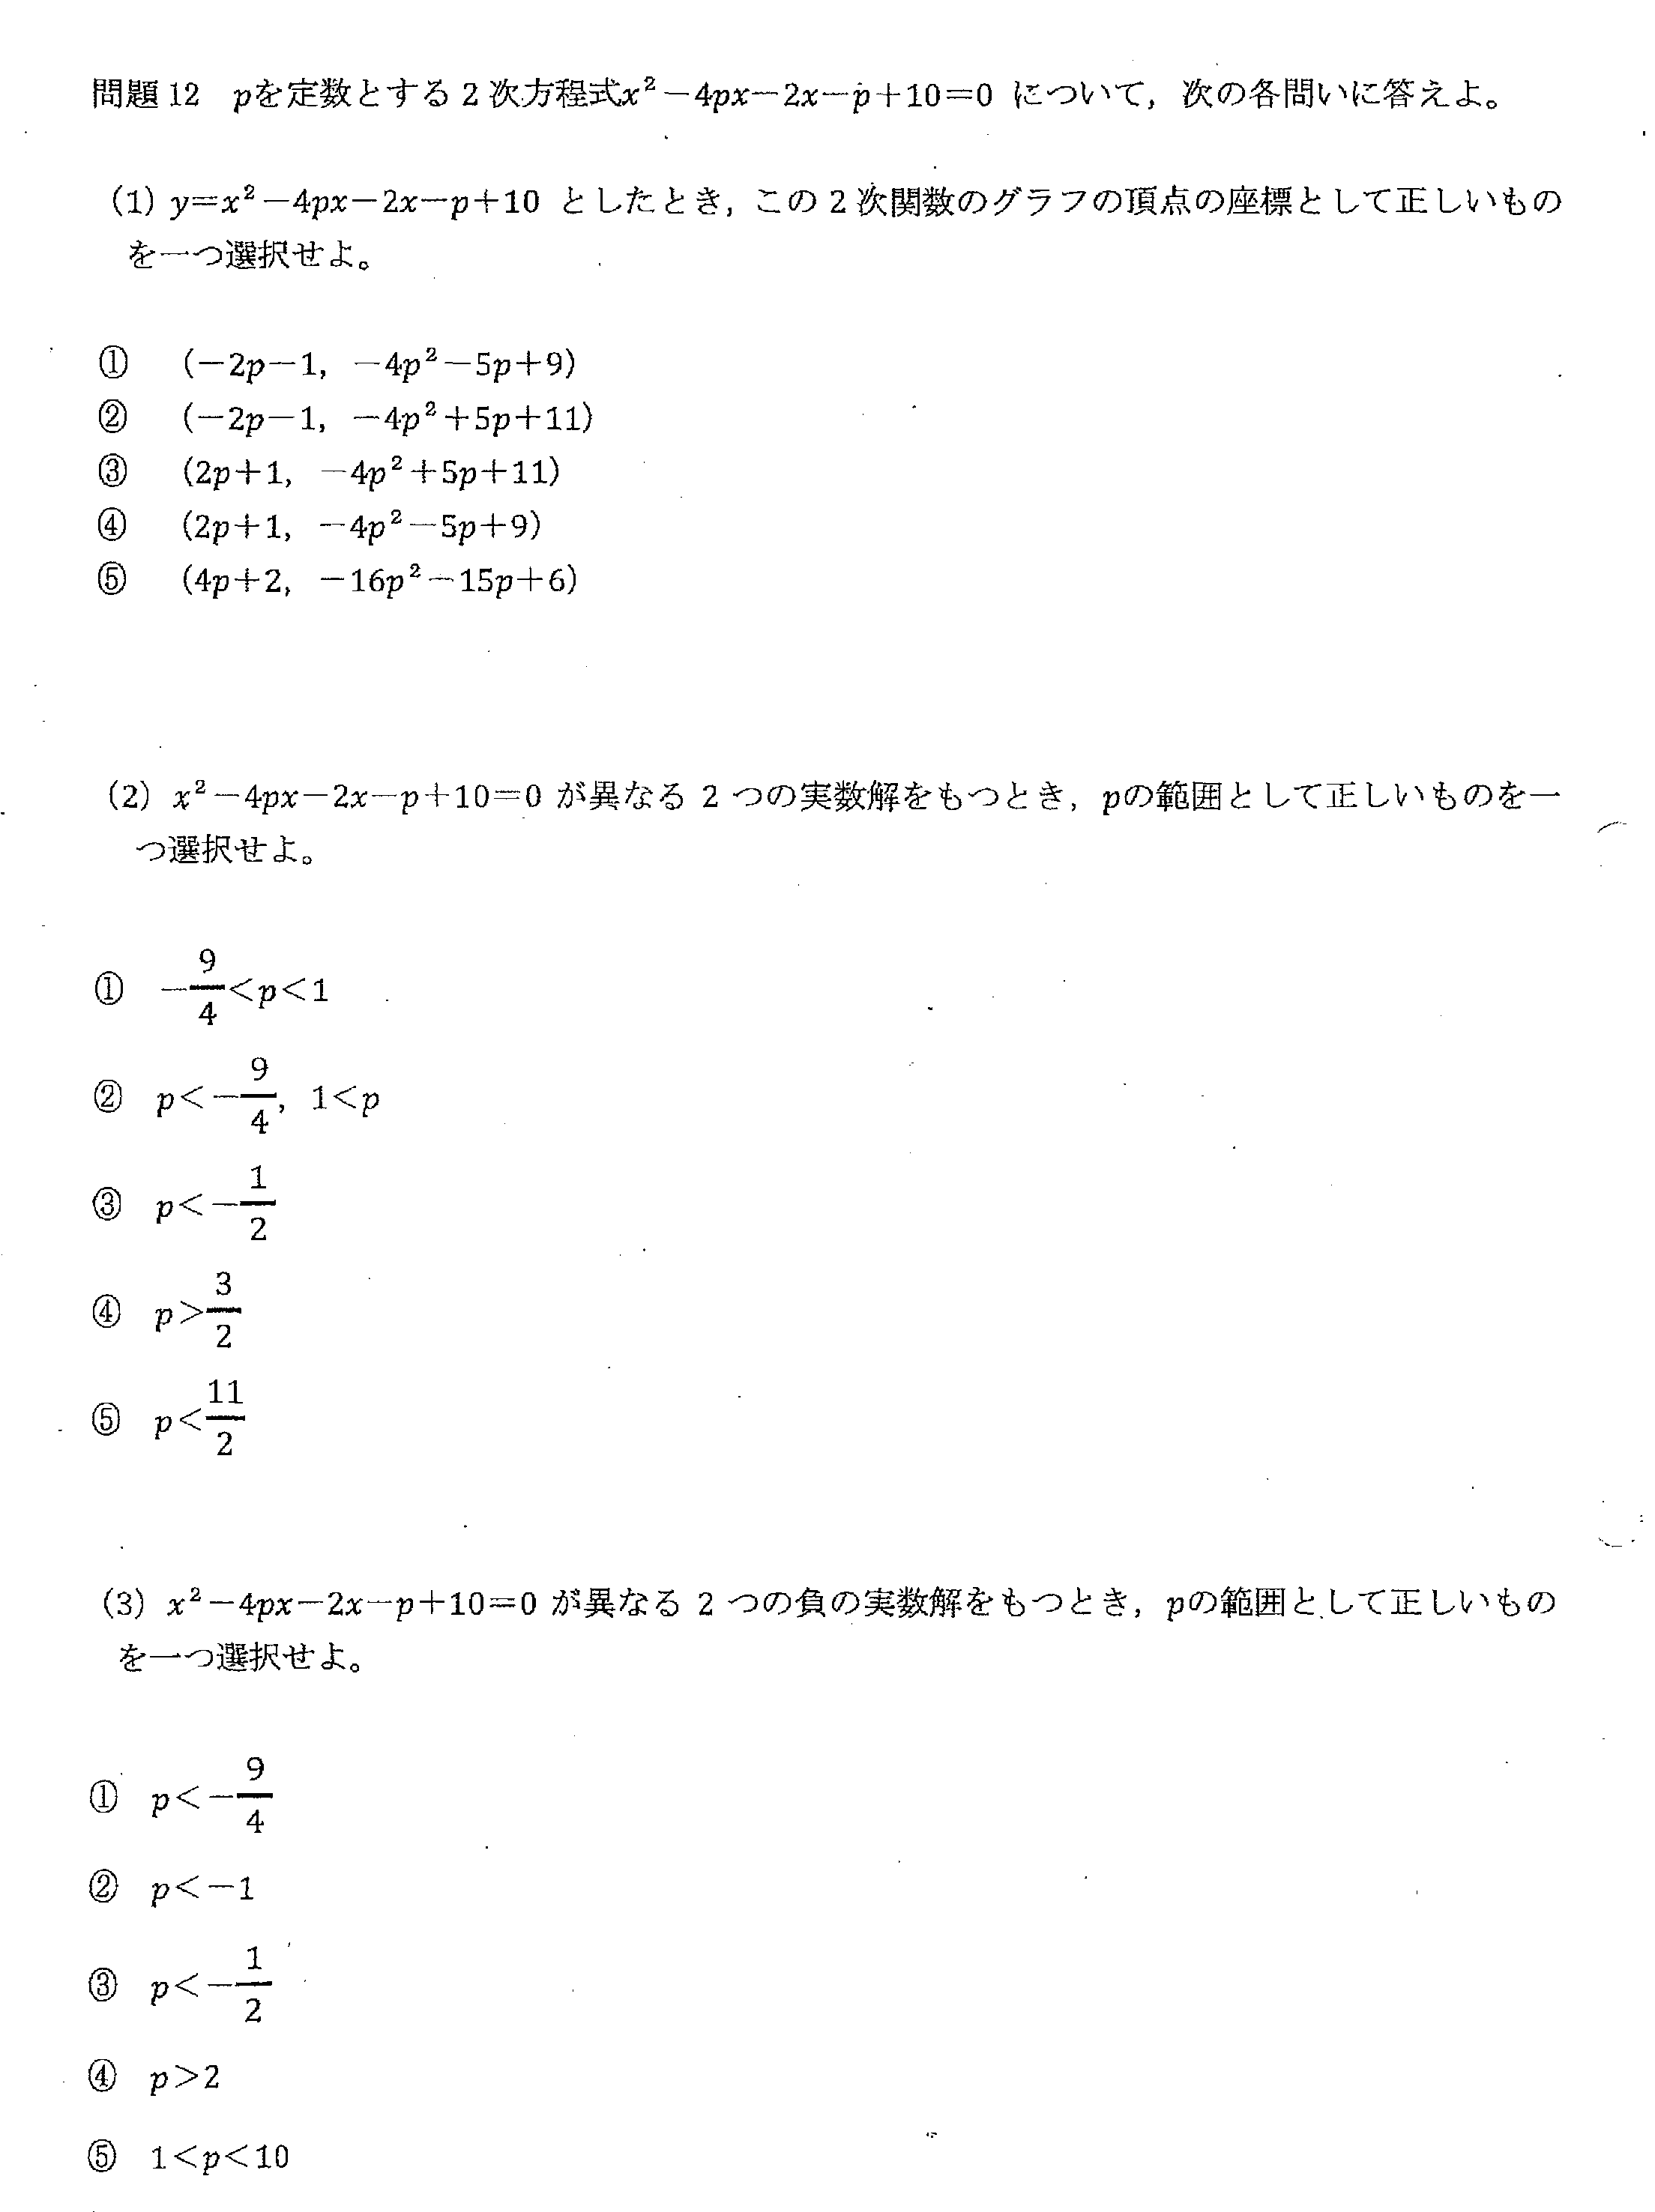 問題12　pを定数とする2次方程式x²−4px−2x−p+10=0 について，次の各問いに答えよ。
(1) y=x²−4px−2x−p+10 としたとき，この2次関数のグラフの頂点の座標として正しいもの
を一つ選択せよ。
①　(−2p−1，−4p²−5p+9)
②　(−2p−1，−4p²+5p+11)
③　(2p+1，−4p²+5p+11)
④　(2p+1，−4p²−5p+9)
⑤　(4p+2，−16p²−15p+6)
(2) x²−4px−2x−p+10=0 が異なる2つの実数解をもつとき，pの範囲として正しいものを一
つ選択せよ。
①　−9/4<p<1
②　p<−9/4，1<p
③　p<−1/2
④　p>3/2
⑤　p<11/2
(3) x²−4px−2x−p+10=0 が異なる2つの負の実数解をもつとき，pの範囲として正しいもの
を一つ選択せよ。
①　p<−9/4
②　p<−1
③　p<−1/2
④　p>2
⑤　1<p<10